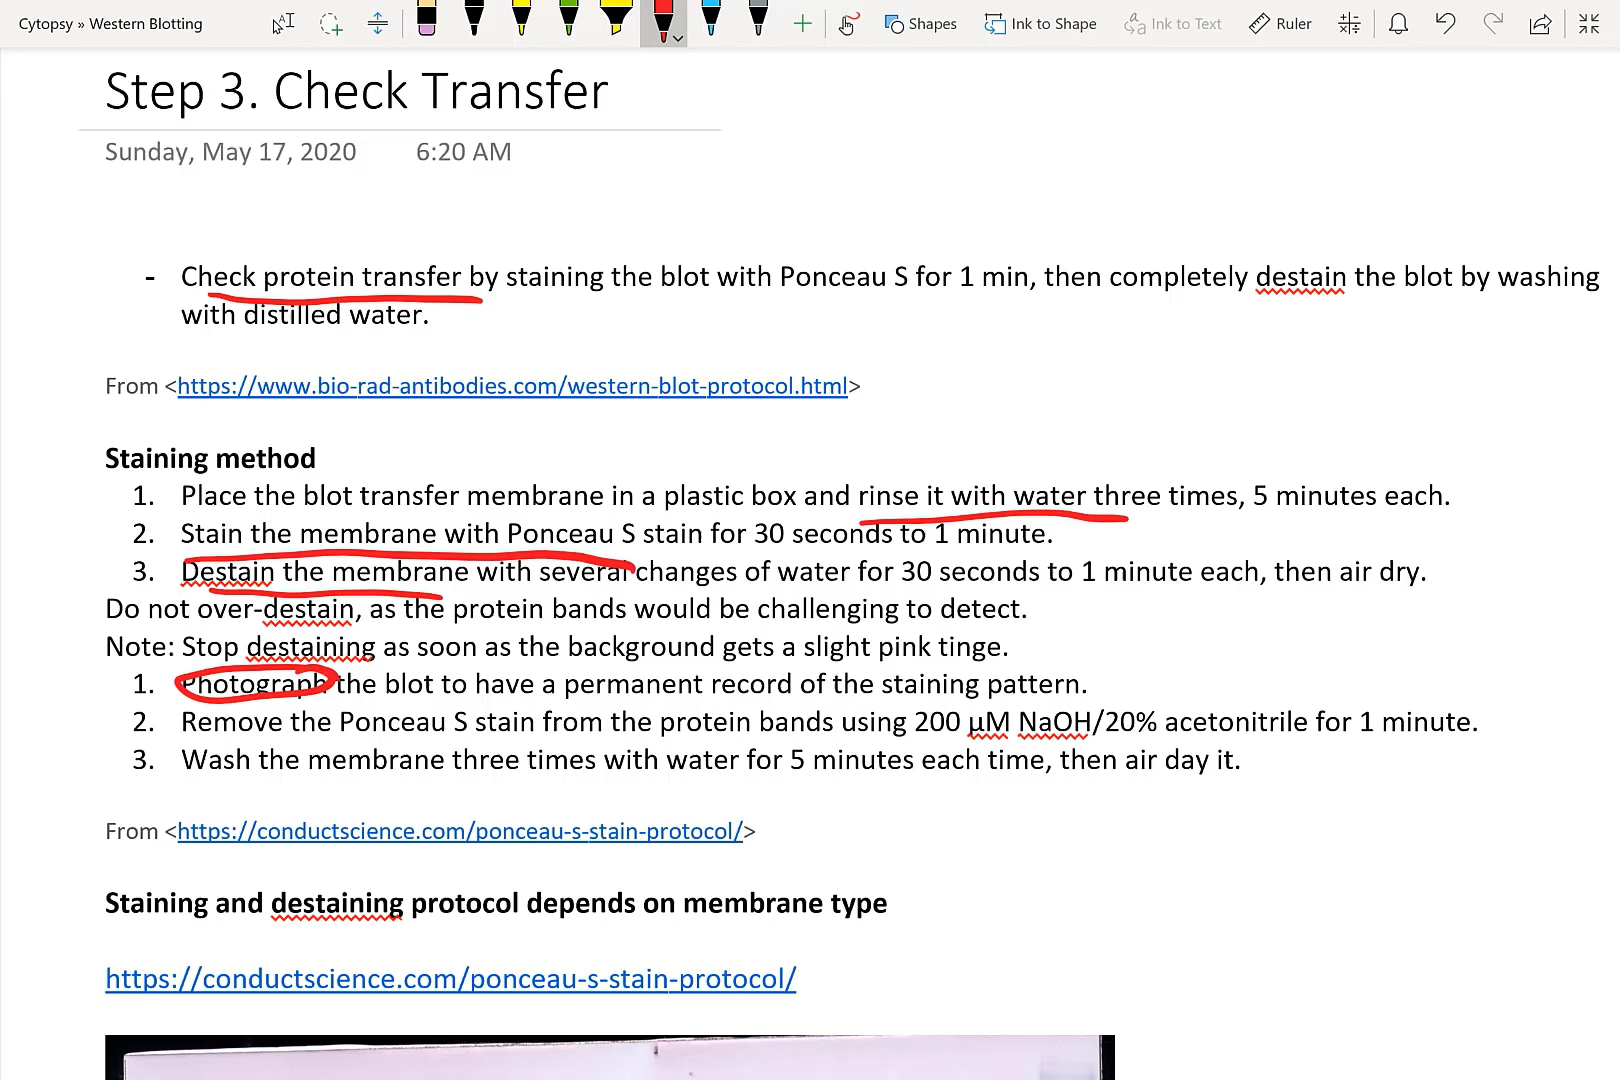 Cytopsy » Western Blotting
Shapes
Ink to Shape
Ink to Text
Ruler
Step 3. Check Transfer
Sunday, May 17, 2020 6:20 AM
- Check protein transfer by staining the blot with Ponceau S for 1 min, then completely destain the blot by washing
with distilled water.
From <https://www.bio-rad-antibodies.com/western-blot-protocol.html>
Staining method
1. Place the blot transfer membrane in a plastic box and rinse it with water three times, 5 minutes each.
2. Stain the membrane with Ponceau S stain for 30 seconds to 1 minute.
3. Destain the membrane with several changes of water for 30 seconds to 1 minute each, then air dry.
Do not over-destain, as the protein bands would be challenging to detect.
Note: Stop destaining as soon as the background gets a slight pink tinge.
1. Photograph the blot to have a permanent record of the staining pattern.
2. Remove the Ponceau S stain from the protein bands using 200 µM NaOH/20% acetonitrile for 1 minute.
3. Wash the membrane three times with water for 5 minutes each time, then air day it.
From <https://conductscience.com/ponceau-s-stain-protocol/>
Staining and destaining protocol depends on membrane type
https://conductscience.com/ponceau-s-stain-protocol/